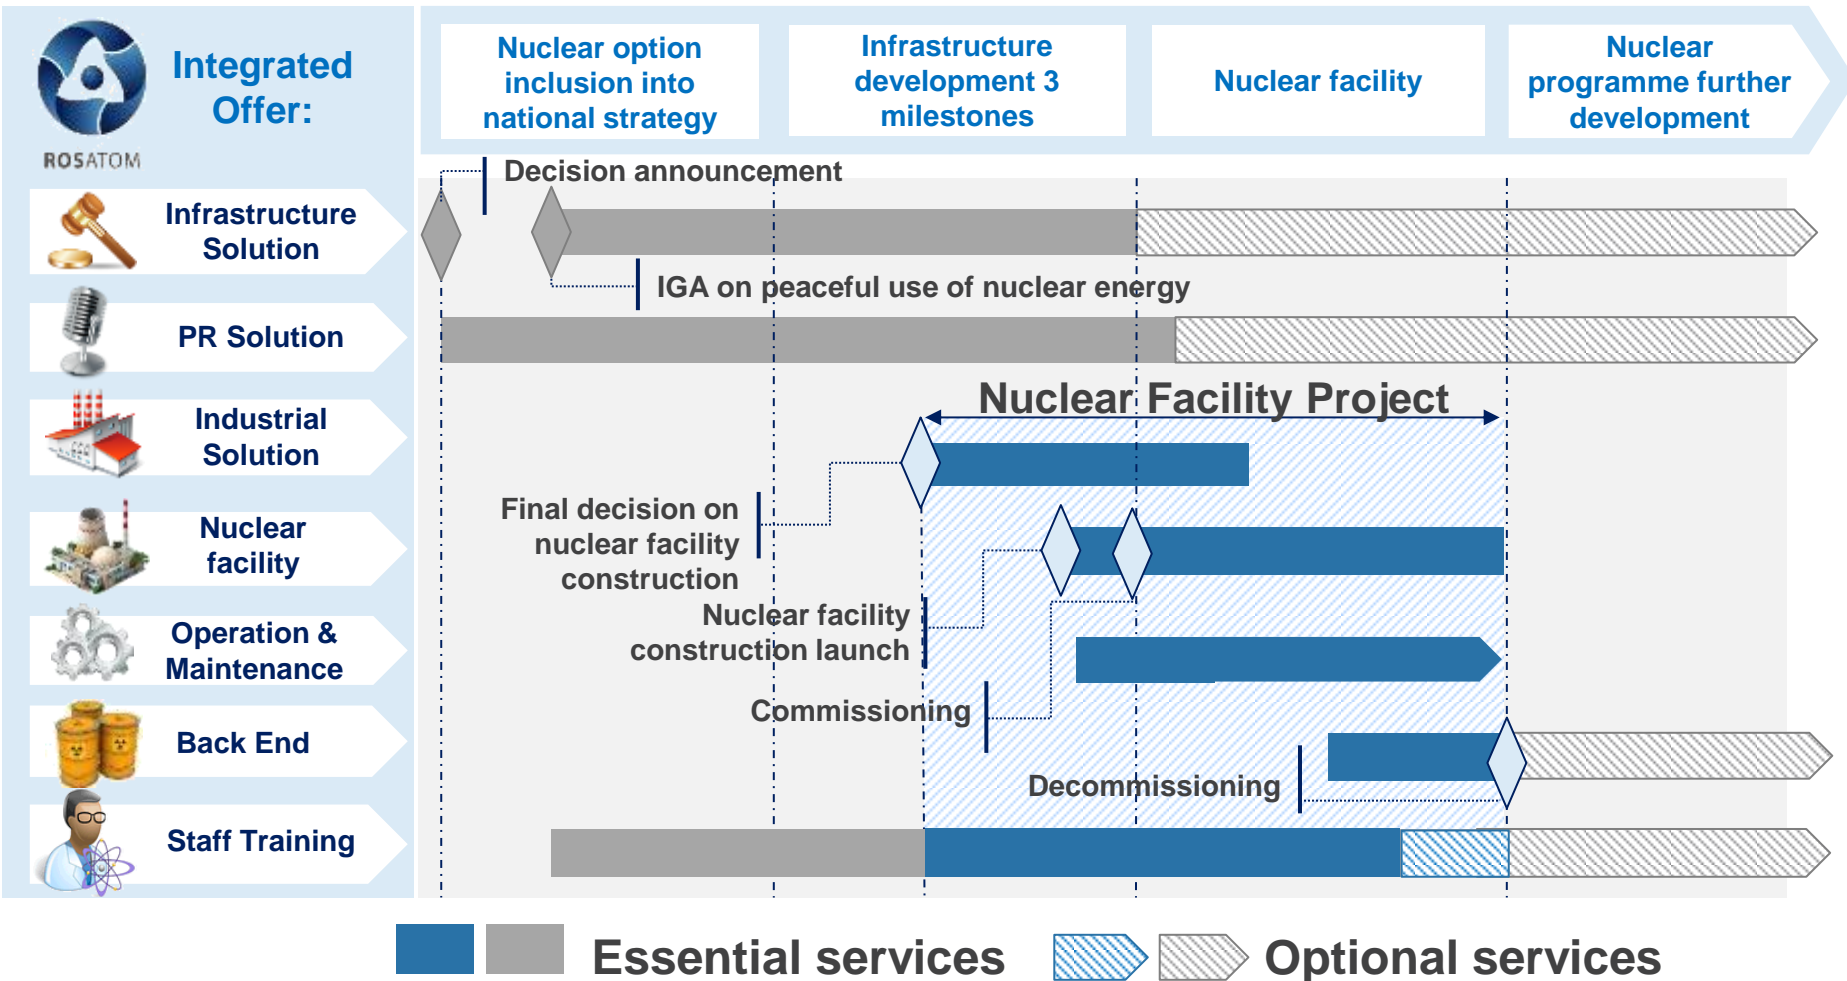 Integrated
Offer:
ROSATOM
Nuclear option
inclusion into
national strategy
Infrastructure
development 3
milestones
Nuclear facility
Nuclear
programme further
development
Decision announcement
Infrastructure
Solution
IGA on peaceful use of nuclear energy
PR Solution
Nuclear Facility Project
Industrial
Solution
Final decision on
nuclear facility
construction
Nuclear
facility
Nuclear facility
construction launch
Operation &
Maintenance
Commissioning
Back End
Decommissioning
Staff Training
Essential services
Optional services